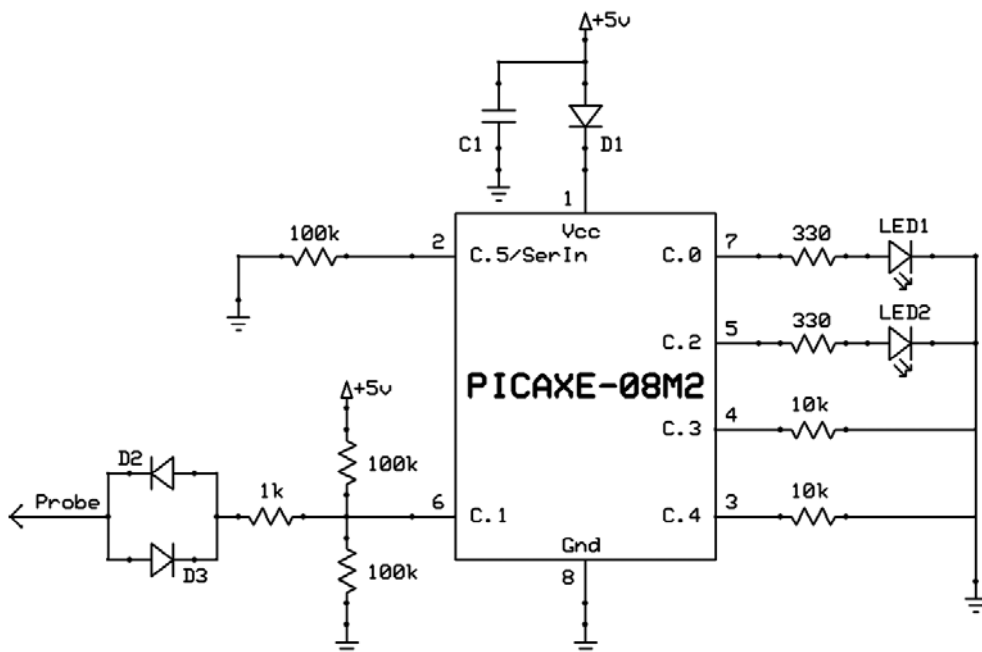 +5v
C1
D1
1
Vcc
100k
2
C.5/SerIn
C.0
7
330
LED1
C.2
5
330
LED2
PICAXE-08M2
+5v
C.3
4
10k
D2
100k
Probe
1k
6
C.1
C.4
3
10k
D3
100k
Gnd
8